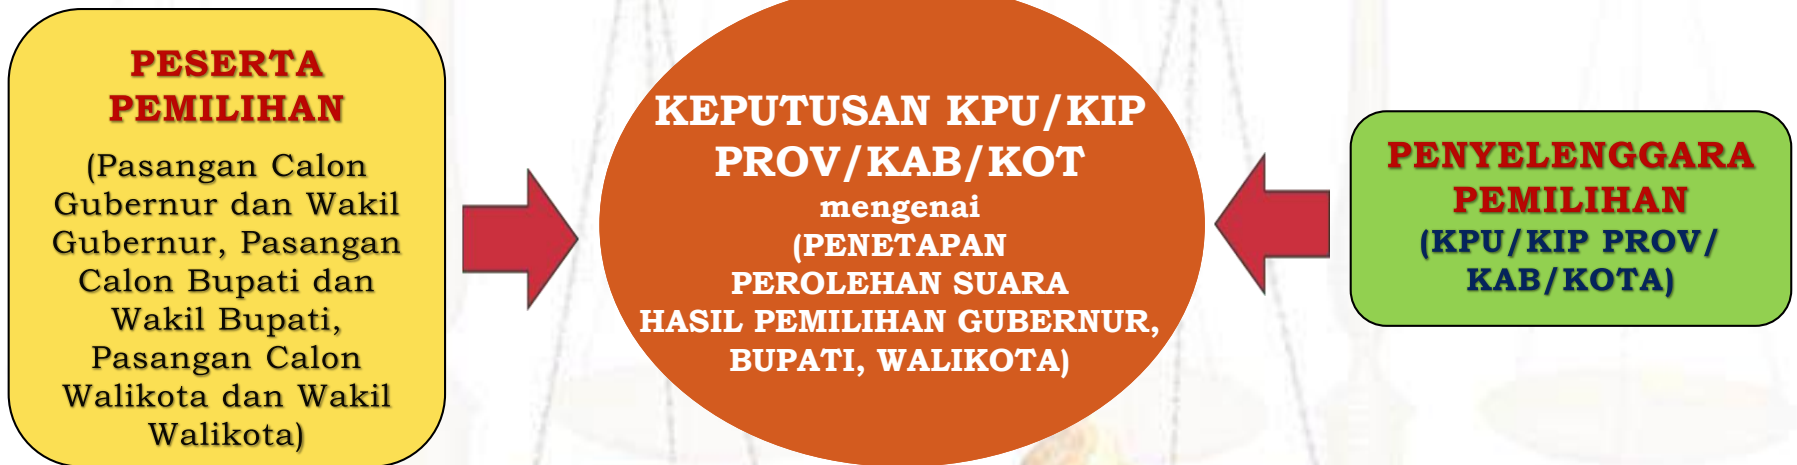 PESERTA
PEMILIHAN
(Pasangan Calon
Gubernur dan Wakil
Gubernur, Pasangan
Calon Bupati dan
Wakil Bupati,
Pasangan Calon
Walikota dan Wakil
Walikota)
KEPUTUSAN KPU/KIP
PROV/KAB/KOT
mengenai
(PENETAPAN
PEROLEHAN SUARA
HASIL PEMILIHAN GUBERNUR,
BUPATI, WALIKOTA)
PENYELENGGARA
PEMILIHAN
(KPU/KIP PROV/
KAB/KOTA)